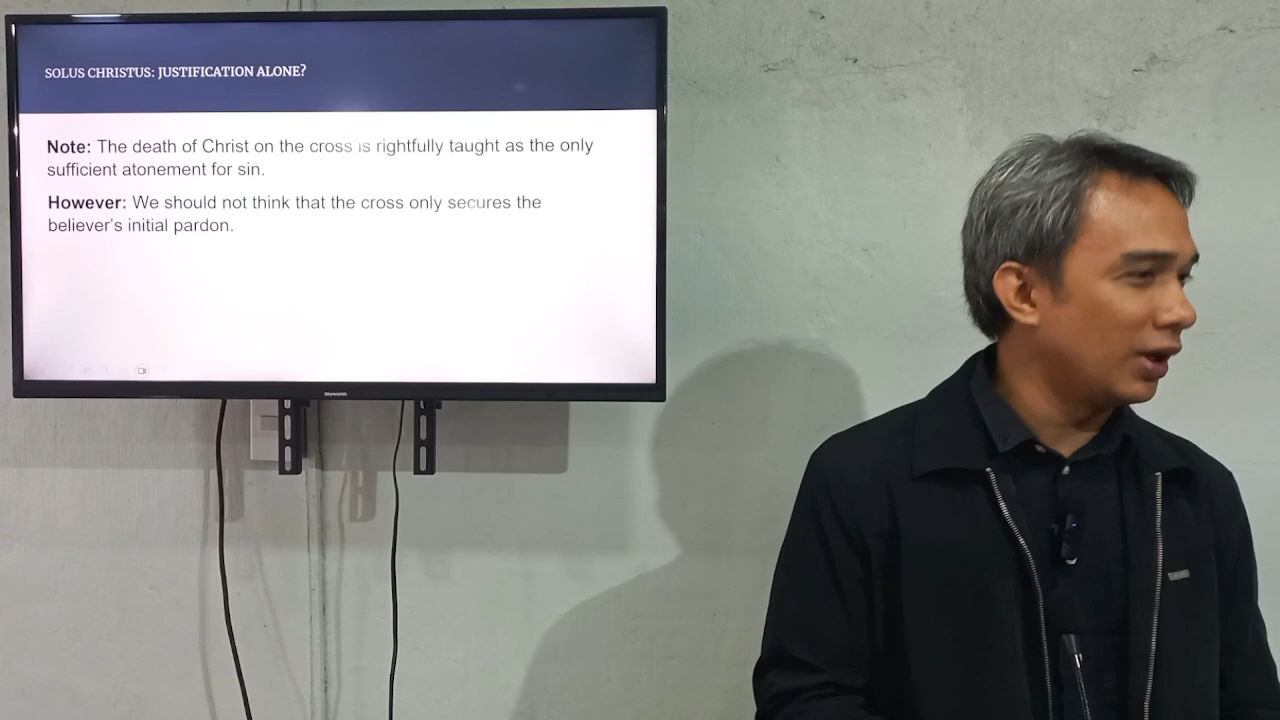 SOLUS CHRISTUS: JUSTIFICATION ALONE?
Note: The death of Christ on the cross is rightfully taught as the only
sufficient atonement for sin.
However: We should not think that the cross only secures the
believer's initial pardon.
Skyworth